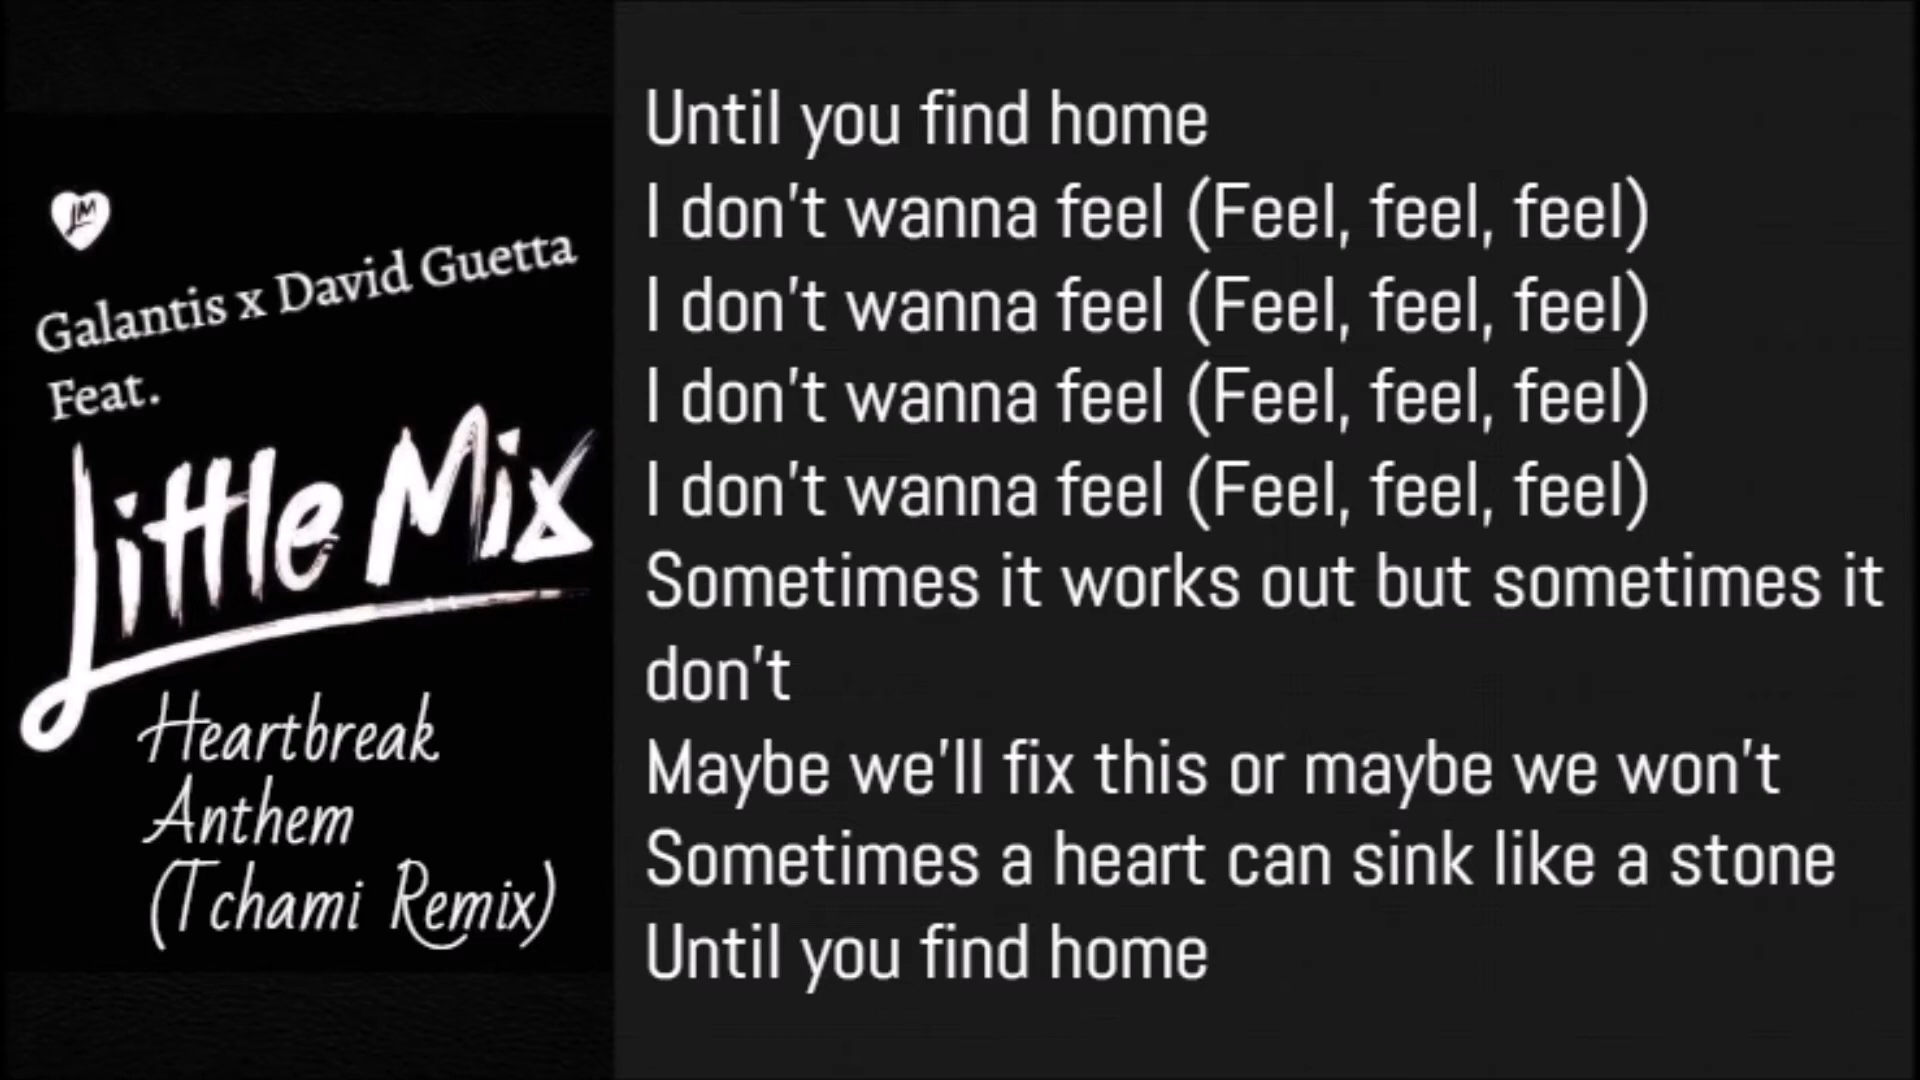 LM
Galantis x David Guetta
Feat.
Little Mix
Heartbreak
Anthem
(Tchami Remix)
Until you find home
I don't wanna feel (Feel, feel, feel)
I don't wanna feel (Feel, feel, feel)
I don't wanna feel (Feel, feel, feel)
I don't wanna feel (Feel, feel, feel)
Sometimes it works out but sometimes it
don't
Maybe we'll fix this or maybe we won't
Sometimes a heart can sink like a stone
Until you find home